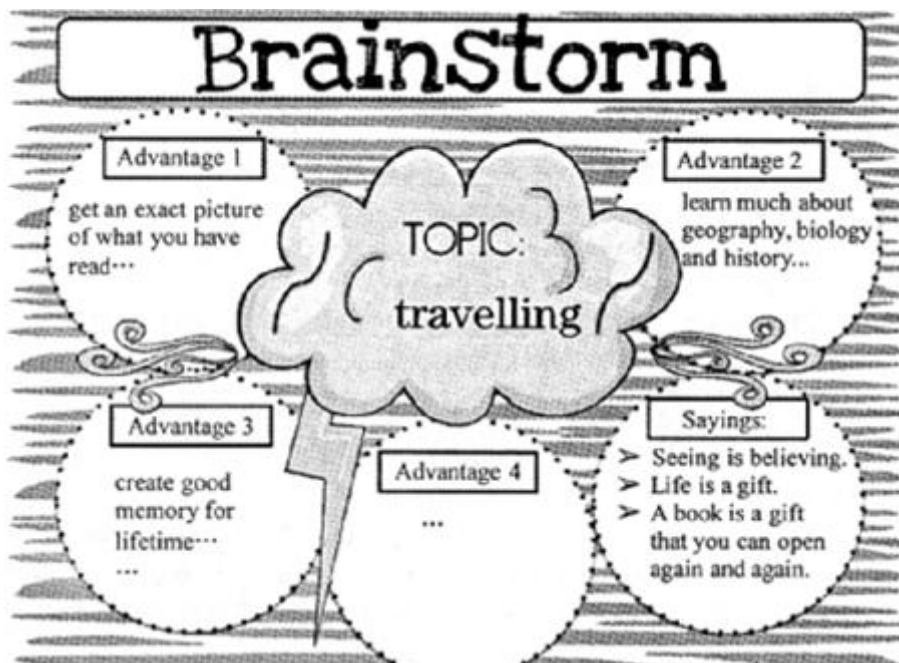 Brainstorm
Advantage 1
get an exact picture
of what you have
read···
TOPIC:
travelling
Advantage 2
learn much about
geography, biology
and history...
Advantage 3
create good
memory for
lifetime···
...
Advantage 4
...
Sayings:
➢ Seeing is believing.
➢ Life is a gift.
➢ A book is a gift
that you can open
again and again.